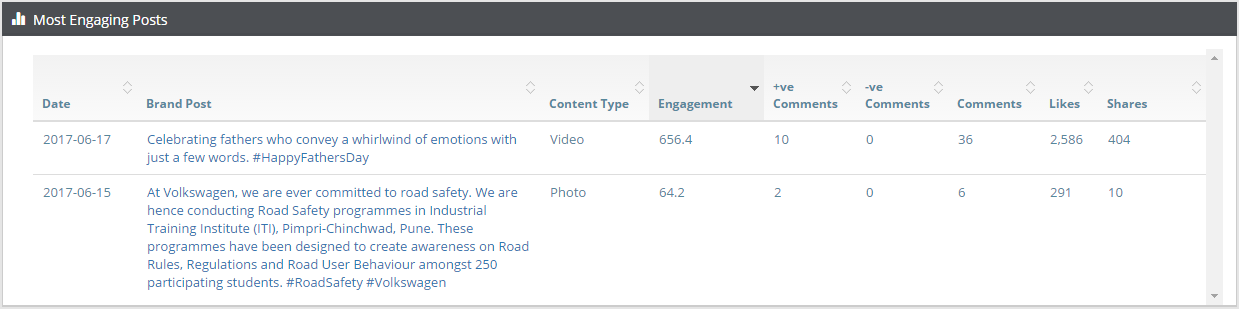 Most Engaging Posts
Date Brand Post Content Type Engagement +ve Comments -ve Comments Comments Likes Shares
2017-06-17 Celebrating fathers who convey a whirlwind of emotions with Video 656.4 10 0 36 2,586 404
just a few words. #HappyFathersDay
2017-06-15 At Volkswagen, we are ever committed to road safety. We are Photo 64.2 2 0 6 291 10
hence conducting Road Safety programmes in Industrial
Training Institute (ITI), Pimpri-Chinchwad, Pune. These
programmes have been designed to create awareness on Road
Rules, Regulations and Road User Behaviour amongst 250
participating students. #RoadSafety #Volkswagen